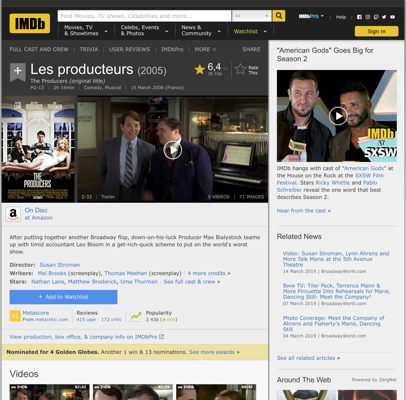 IMDb
Find Movies, TV shows, Celebrities and more...
All
IMDbPro
Help
Movies, TV & Showtimes
Celebs, Events & Photos
News & Community
Watchlist
Sign in
FULL CAST AND CREW | TRIVIA | USER REVIEWS | IMDbPro | MORE
SHARE
Les producteurs (2005)
The Producers (original title)
PG-13 | 2h 14min | Comedy, Musical | 15 March 2006 (France)
6,4
Rate This
THE PRODUCERS
2:32 | Trailer
5 VIDEOS | 71 IMAGES
On Disc
at Amazon
After putting together another Broadway flop, down-on-his-luck Producer Max Bialystock teams
up with timid accountant Leo Bloom in a get-rich-quick scheme to put on the world's worst
show.
Director: Susan Stroman
Writers: Mel Brooks (screenplay), Thomas Meehan (screenplay) | 4 more credits »
Stars: Nathan Lane, Matthew Broderick, Uma Thurman | See full cast & crew »
+ Add to Watchlist
Metascore
From metacritic.com
Reviews
415 user | 172 critic
Popularity
View production, box office, & company info on IMDbPro
Nominated for 4 Golden Globes. Another 1 win & 13 nominations. See more awards »
Videos
"American Gods" Goes Big for
Season 2
IMDb
at
SXSW
IMDb hangs with cast of "American Gods" at
the House on the Rock at the SXSW Film
Festival. Stars Ricky Whittle and Pablo
Schreiber reveal the one word that best
describes Season 2.
Hear from the cast »
Related News
Video: Susan Stroman, Lynn Ahrens and
More Talk Marie at the 5th Avenue
Theatre
14 March 2019 | BroadwayWorld.com
Bww TV: Tiler Peck, Terrence Mann &
More Pirouette Into Rehearsals for Marie,
Dancing Still- Meet the Company!
07 March 2019 | BroadwayWorld.com
Photo Coverage: Meet the Company of
Ahrens and Flaherty's Marie, Dancing
Still
04 March 2019 | BroadwayWorld.com
See all related articles »
Around The Web
Powered by ZergNet